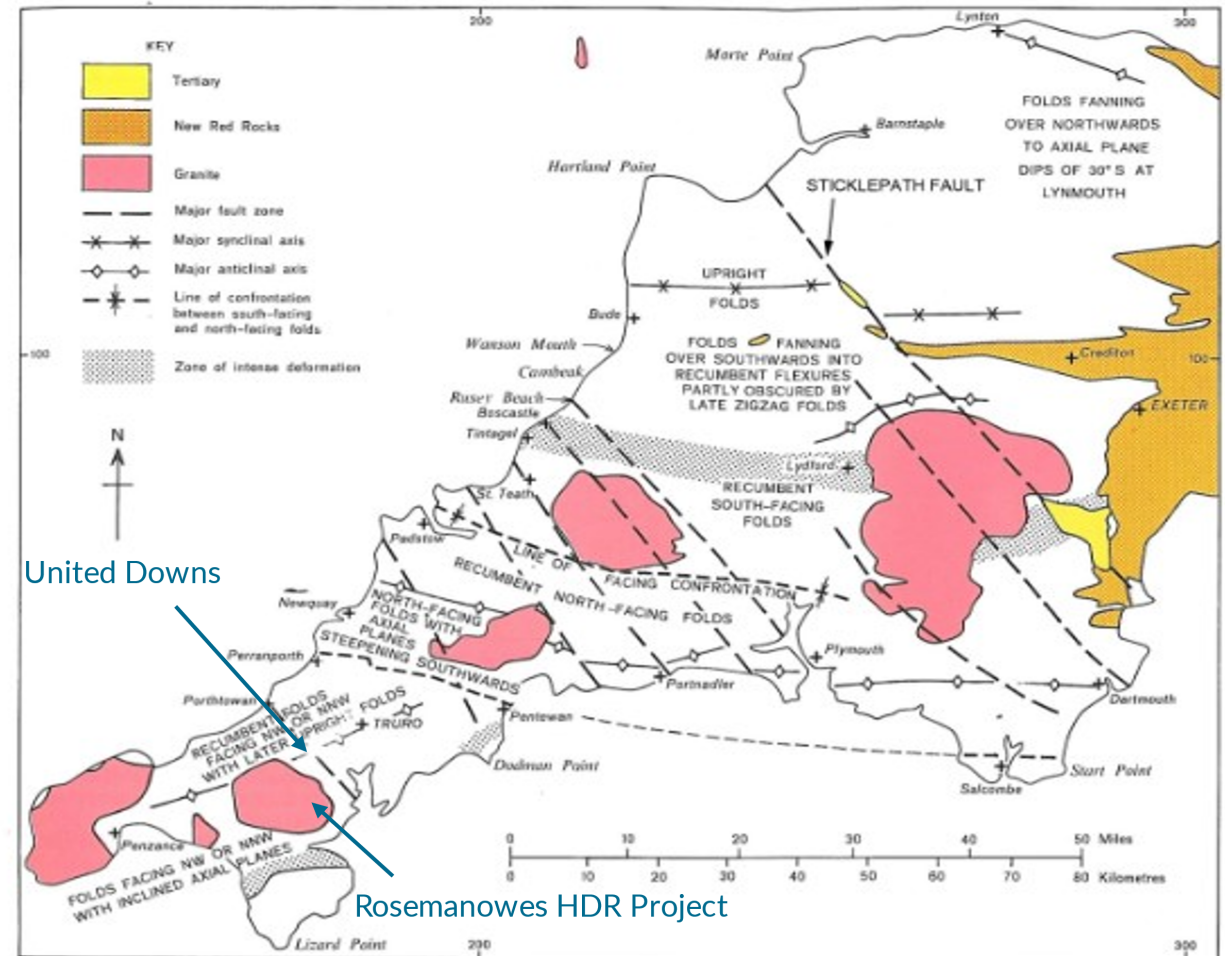 200
300
KEY
Tertiary
New Red Rocks
Granite
Major fault zone
Major synclinal axis
Major anticlinal axis
Line of confrontation
between south-facing
and north-facing folds
Zone of intense deformation
100
N
Lynton
Morte Point
Barnstaple
FOLDS FANNING
OVER NORTHWARDS
TO AXIAL PLANE
DIPS OF 30° S AT
LYNMOUTH
Hartland Point
STICKLEPATH FAULT
UPRIGHT
FOLDS
Bude
Wanson Mouth
Cambeak
Rusey Beach
Boscastle
Tintagel
FOLDS FANNING
OVER SOUTHWARDS INTO
RECUMBENT FLEXURES
PARTLY OBSCURED BY
LATE ZIGZAG FOLDS
Crediton
100
EXETER
Lydford
RECUMBENT
SOUTH-FACING
FOLDS
St. Teath
Padstow
LINE OF FACING CONFRONTATION
RECUMBENT NORTH-FACING FOLDS
United Downs
Newquay
NORTH-FACING
FOLDS WITH
AXIAL
PLANES
STEEPENING SOUTHWARDS
Perranporth
Plymouth
Portnadler
Dartmouth
Porthtowan
RECUMBENT FOLDS
FACING NW OR NNW
WITH LATER UPRIGHT FOLDS
TRURO
Pentewan
Dodman Point
Start Point
Salcombe
Penzance
FOLDS FACING NW OR NNW
WITH INCLINED AXIAL PLANES
0 10 20 30 40 50 Miles
0 10 20 30 40 50 60 70 80 Kilometres
Rosemanowes HDR Project
Lizard Point
200
300